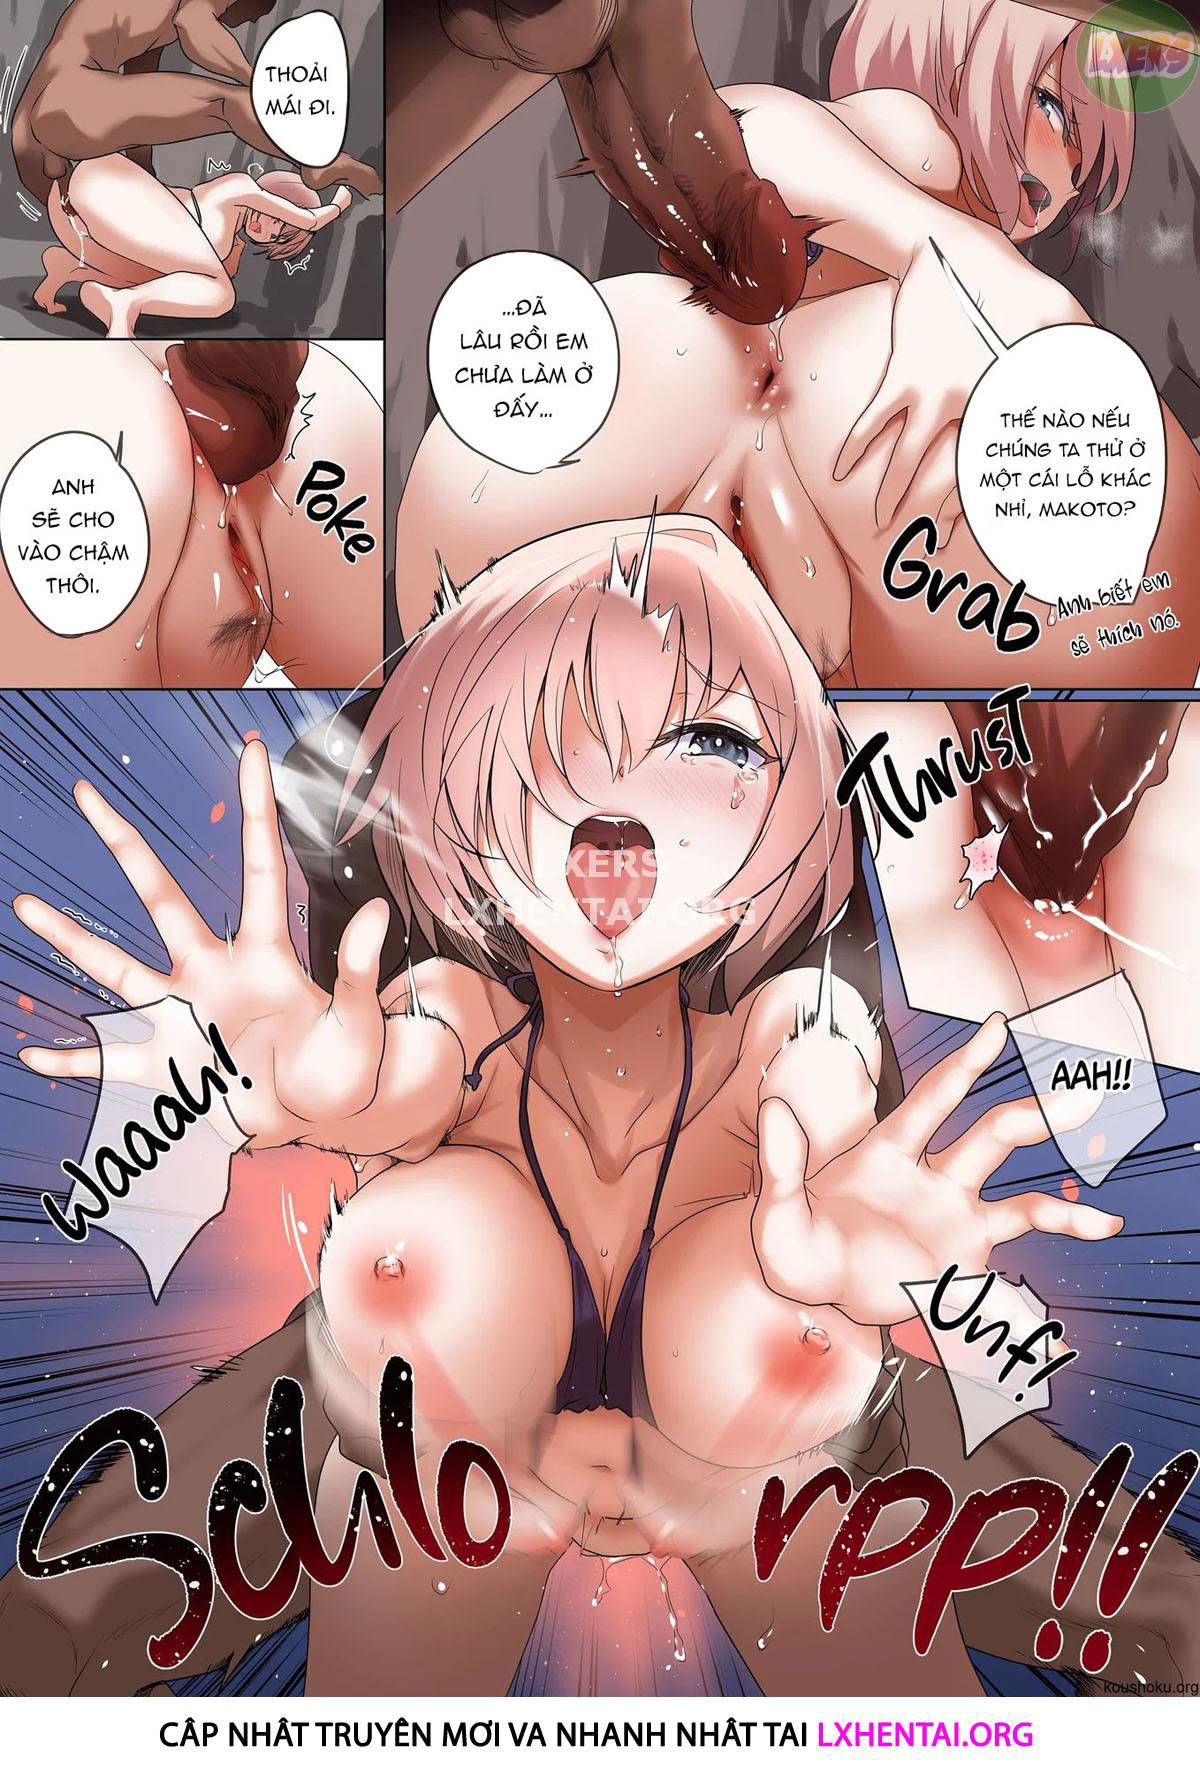 THOẢI
MÁI ĐI.
LXERS
...ĐÃ
LÂU RỒI EM
CHƯA LÀM Ở
ĐẤY...
THẾ NÀO NẾU
CHÚNG TA THỬ Ở
MỘT CÁI LỖ KHÁC
NHỈ, MAKOTO?
Anh biết em
sẽ thích nó.
Grab
ANH
SẼ CHO
VÀO CHẬM
THÔI.
Poke
Thrust
LXERS
LXHENTAI.ORG
Waaah!
AAH!!
Unf!
Schlo
rpp!!
koushoku.org
CẬP NHẬT TRUYỆN MỚI VÀ NHANH NHẤT TẠI LXHENTAI.ORG